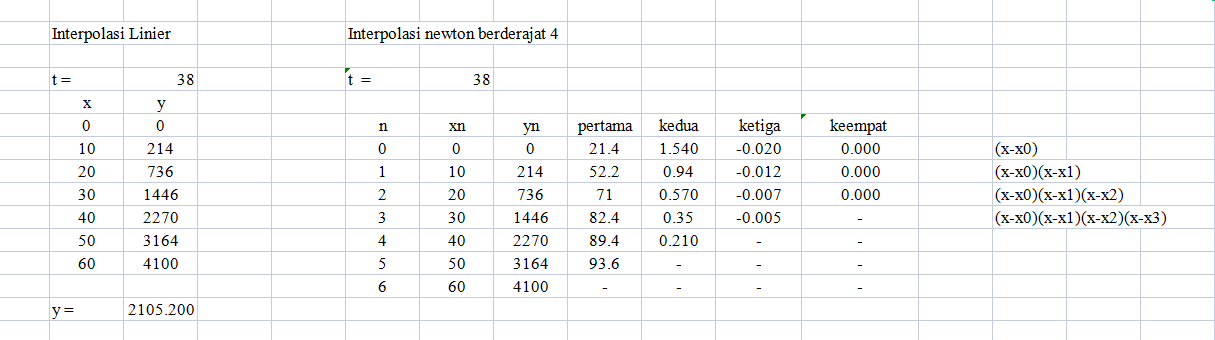 Interpolasi Linier Interpolasi newton berderajat 4
t = 38 t = 38
x y
0 0 n xn yn pertama kedua ketiga keempat
10 214 0 0 0 21.4 1.540 -0.020 0.000 (x-x0)
20 736 1 10 214 52.2 0.94 -0.012 0.000 (x-x0)(x-x1)
30 1446 2 20 736 71 0.570 -0.007 0.000 (x-x0)(x-x1)(x-x2)
40 2270 3 30 1446 82.4 0.35 -0.005 - (x-x0)(x-x1)(x-x2)(x-x3)
50 3164 4 40 2270 89.4 0.210 - -
60 4100 5 50 3164 93.6 - - -
6 60 4100 - - - -
y = 2105.200